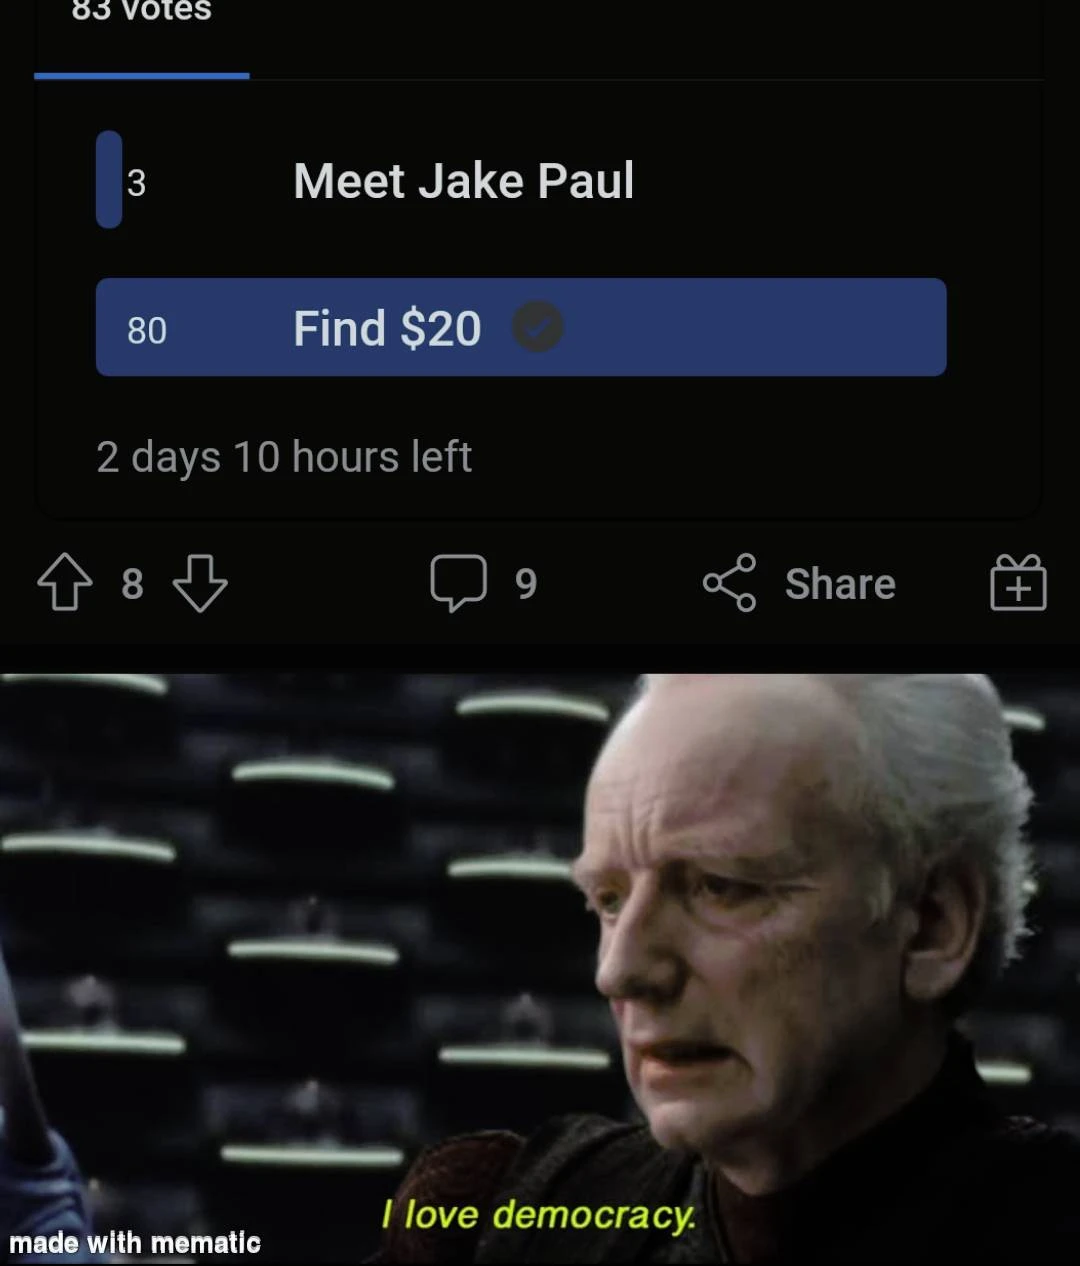 83 votes
3 Meet Jake Paul
80 Find $20
2 days 10 hours left
8 9 Share
I love democracy.
made with mematic